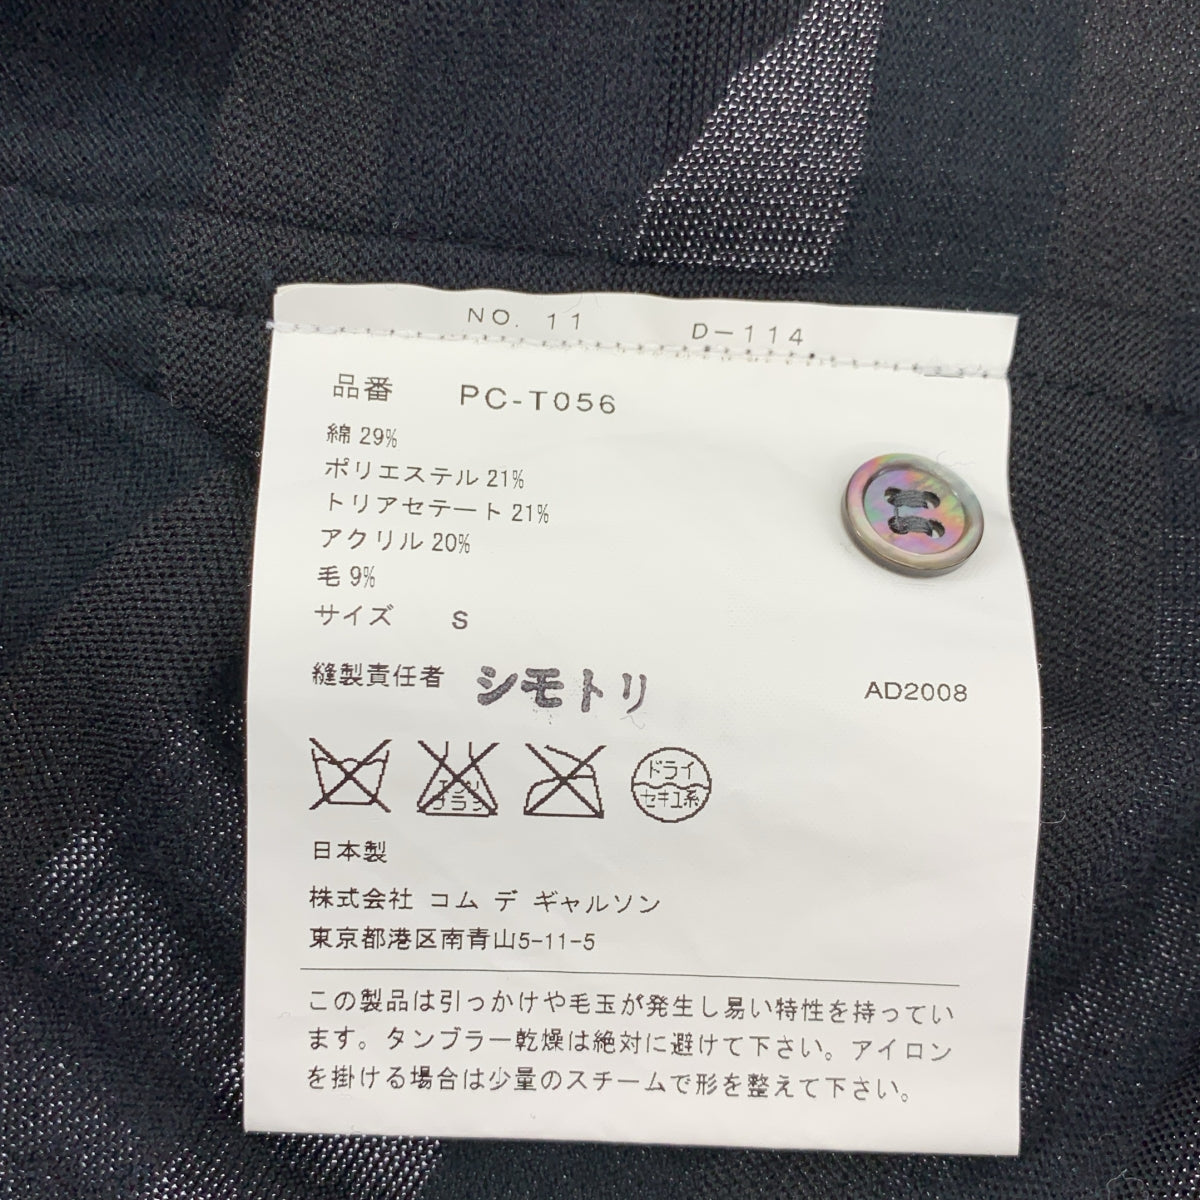 NO. 11 D-114
品番 PC-T056
綿 29%
ポリエステル 21%
トリアセテート 21%
アクリル 20%
毛 9%
サイズ S
縫製責任者 シモトリ AD2008
エンソ
ブラ
ドライ
セキユ系
日本製
株式会社 コム デ ギャルソン
東京都港区南青山5-11-5
この製品は引っかけや毛玉が発生し易い特性を持ってい
ます。タンブラー乾燥は絶対に避けて下さい。アイロン
を掛ける場合は少量のスチームで形を整えて下さい。